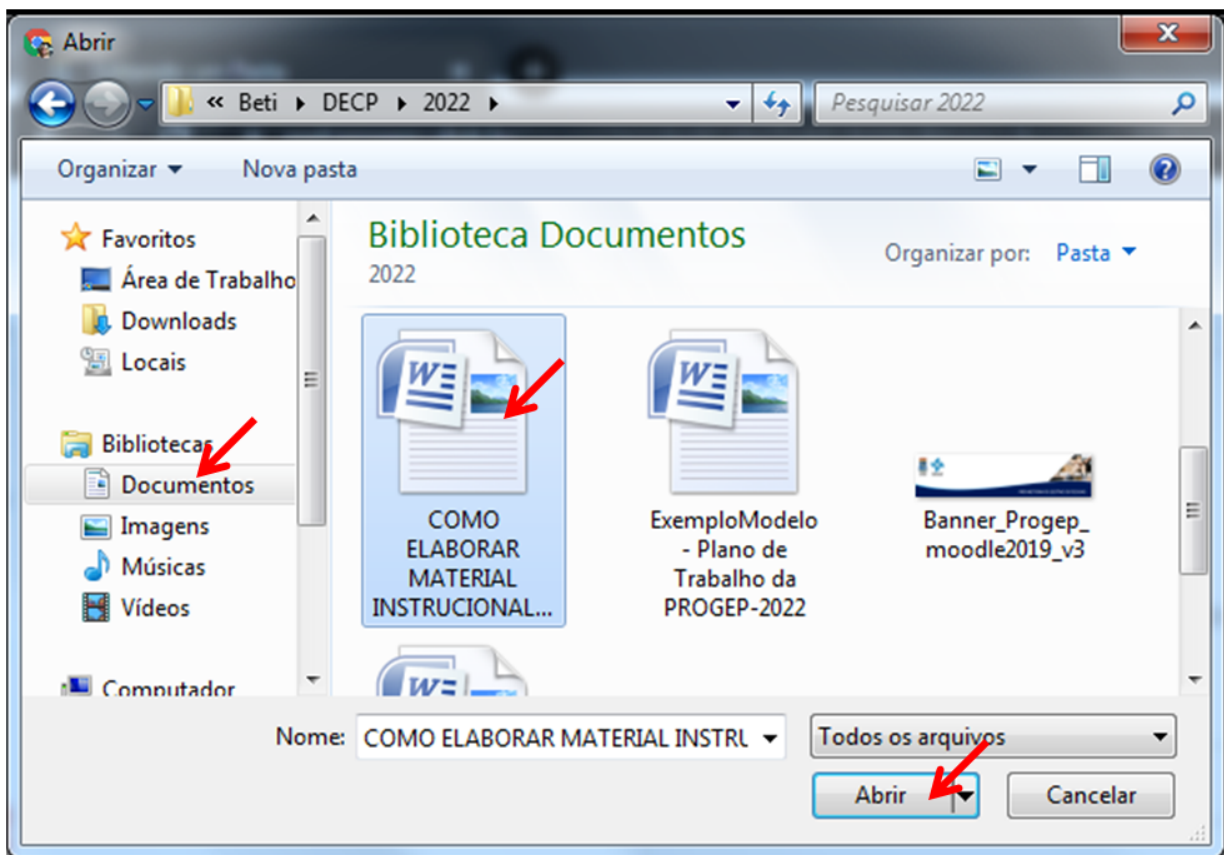 Abrir
« Beti ▸ DECP ▸ 2022 ▸
Pesquisar 2022
Organizar
Nova pasta
Favoritos
Área de Trabalho
Downloads
Locais
Bibliotecas
Documentos
Imagens
Músicas
Vídeos
Computador
Biblioteca Documentos
2022
Organizar por: Pasta
COMO
ELABORAR
MATERIAL
INSTRUCIONAL...
ExemploModelo
- Plano de
Trabalho da
PROGEP-2022
Banner_Progep_
moodle2019_v3
Nome: COMO ELABORAR MATERIAL INSTRU
Todos os arquivos
Abrir
Cancelar